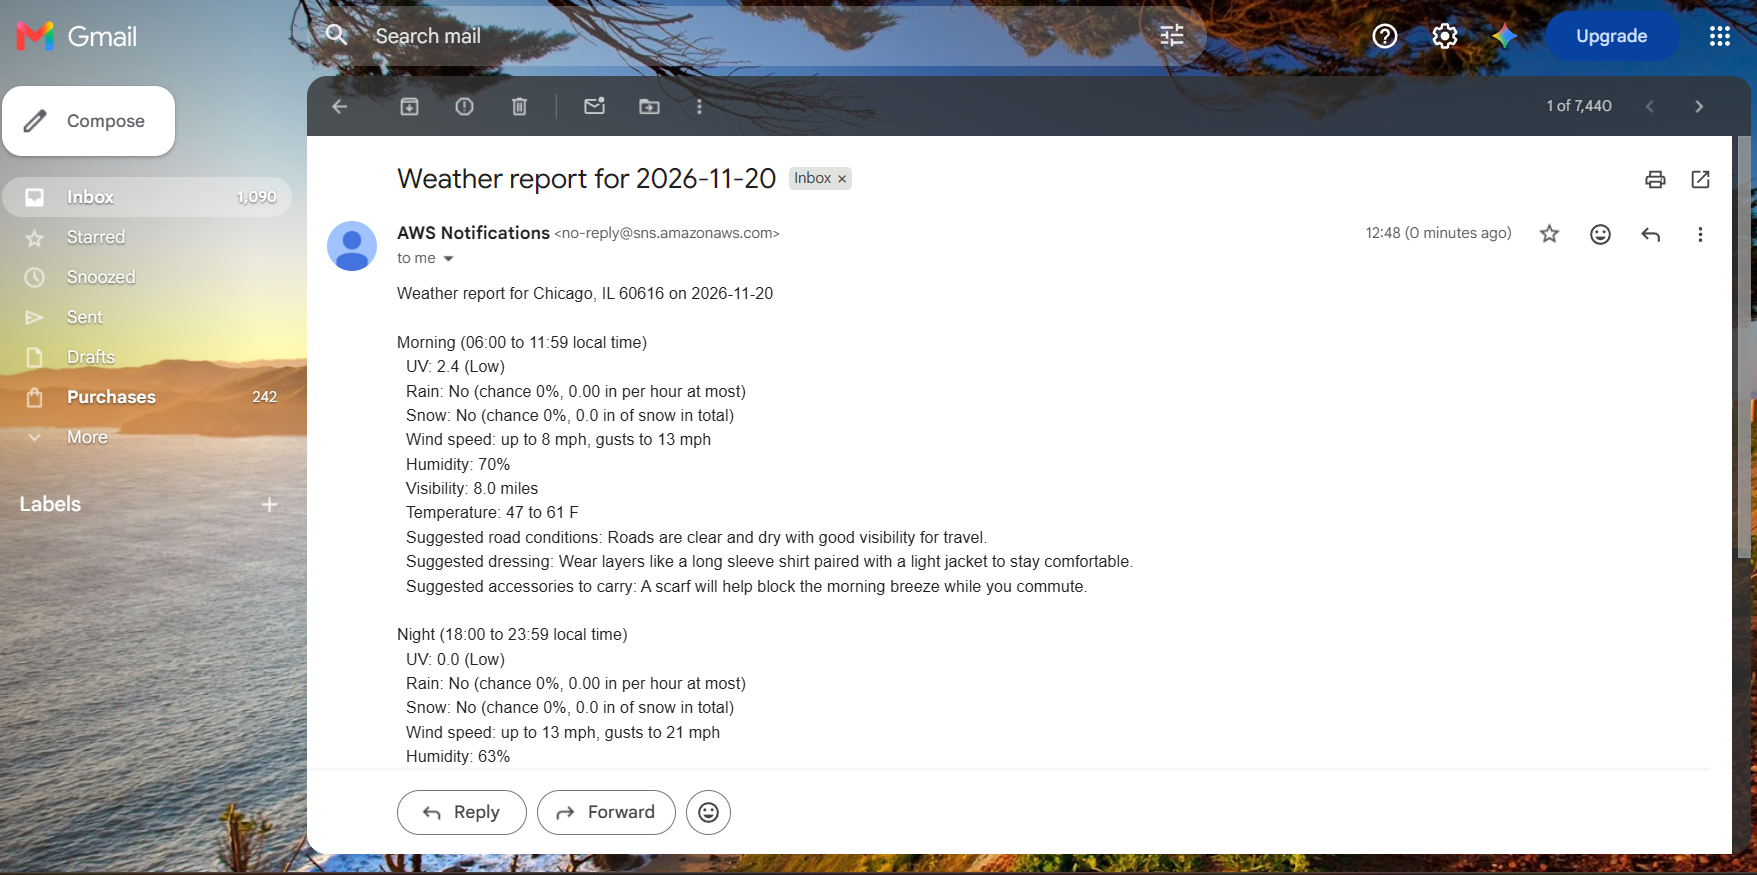 Gmail
Search mail
Upgrade
Compose
1 of 7,440
Inbox 1,090
Starred
Snoozed
Sent
Drafts
Purchases 242
More
Labels
Weather report for 2026-11-20 Inbox ×
AWS Notifications <no-reply@sns.amazonaws.com> 12:48 (0 minutes ago)
to me
Weather report for Chicago, IL 60616 on 2026-11-20
Morning (06:00 to 11:59 local time)
UV: 2.4 (Low)
Rain: No (chance 0%, 0.00 in per hour at most)
Snow: No (chance 0%, 0.0 in of snow in total)
Wind speed: up to 8 mph, gusts to 13 mph
Humidity: 70%
Visibility: 8.0 miles
Temperature: 47 to 61 F
Suggested road conditions: Roads are clear and dry with good visibility for travel.
Suggested dressing: Wear layers like a long sleeve shirt paired with a light jacket to stay comfortable.
Suggested accessories to carry: A scarf will help block the morning breeze while you commute.
Night (18:00 to 23:59 local time)
UV: 0.0 (Low)
Rain: No (chance 0%, 0.00 in per hour at most)
Snow: No (chance 0%, 0.0 in of snow in total)
Wind speed: up to 13 mph, gusts to 21 mph
Humidity: 63%
Reply
Forward